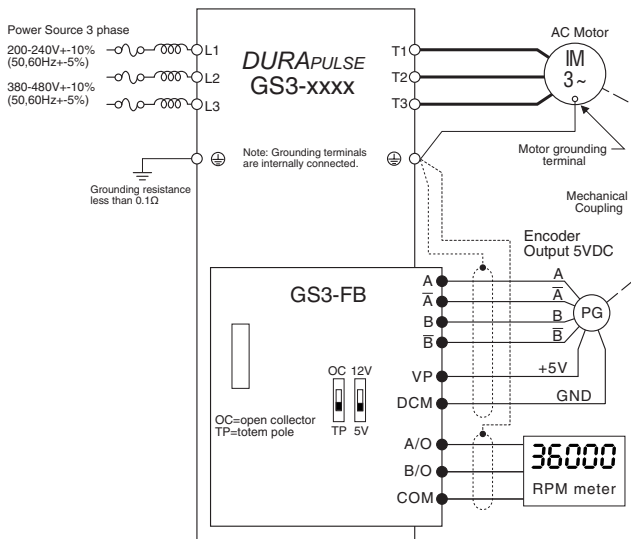 Power Source 3 phase
200-240V+-10%
(50,60Hz+-5%)
380-480V+-10%
(50,60Hz+-5%)
L1
L2
L3
DURAPULSE
GS3-xxxx
T1
T2
T3
AC Motor
IM
3~
Note: Grounding terminals
are internally connected.
Grounding resistance
less than 0.1Ω
Motor grounding
terminal
Mechanical
Coupling
Encoder
Output 5VDC
GS3-FB
A
A̅
B
B̅
VP
DCM
A
A̅
B
B̅
PG
+5V
GND
OC 12V
TP 5V
OC=open collector
TP=totem pole
A/O
B/O
COM
36000
RPM meter